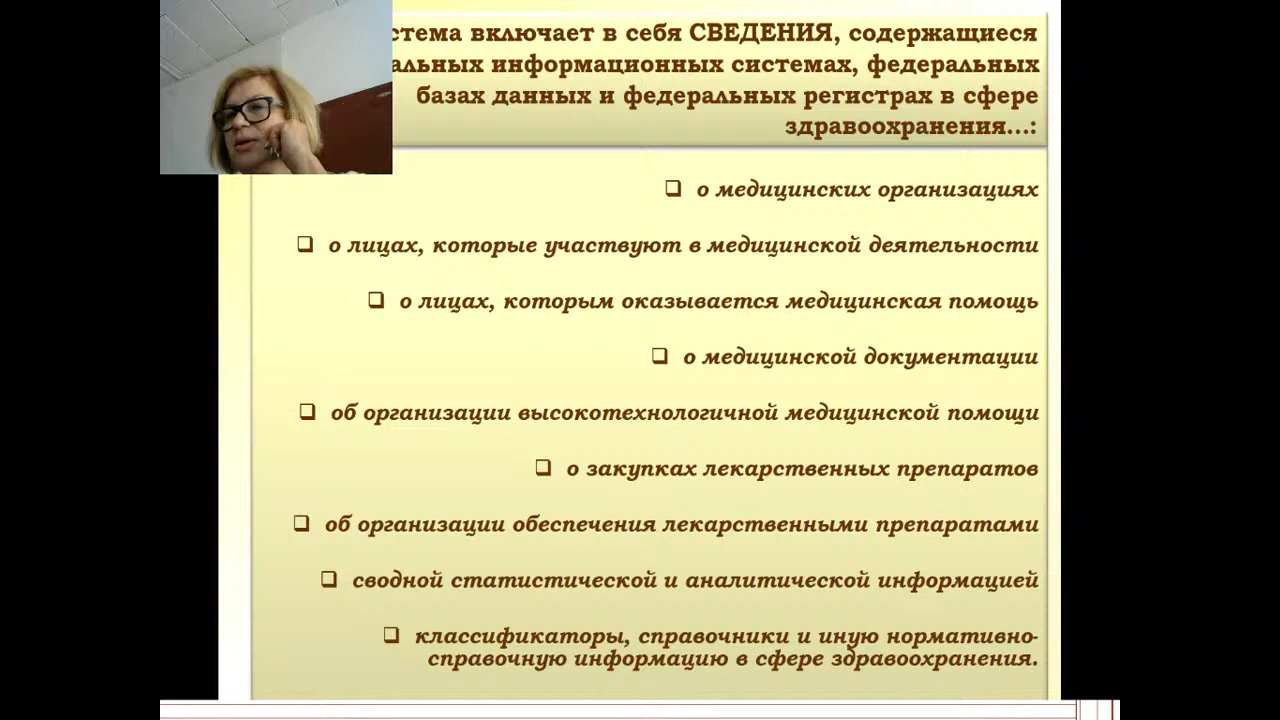 стема включает в себя СВЕДЕНИЯ, содержащиеся
альных информационных системах, федеральных
базах данных и федеральных регистрах в сфере
здравоохранения...:
❑ о медицинских организациях
❑ о лицах, которые участвуют в медицинской деятельности
❑ о лицах, которым оказывается медицинская помощь
❑ о медицинской документации
❑ об организации высокотехнологичной медицинской помощи
❑ о закупках лекарственных препаратов
❑ об организации обеспечения лекарственными препаратами
❑ сводной статистической и аналитической информацией
❑ классификаторы, справочники и иную нормативно-
справочную информацию в сфере здравоохранения.